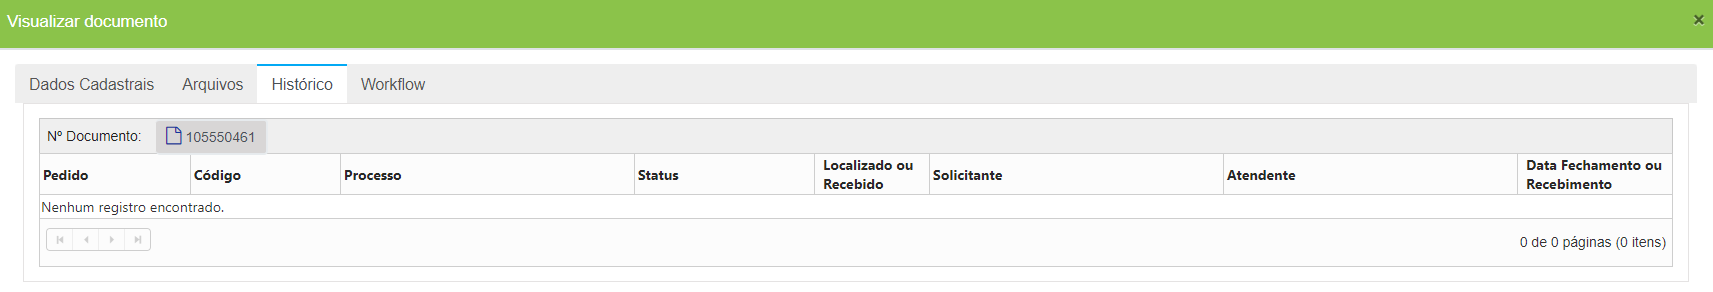 Visualizar documento
×
Dados Cadastrais Arquivos Histórico Workflow
Nº Documento: 105550461
Pedido Código Processo Status Localizado ou Recebido Solicitante Atendente Data Fechamento ou Recebimento
Nenhum registro encontrado.
0 de 0 páginas (0 itens)